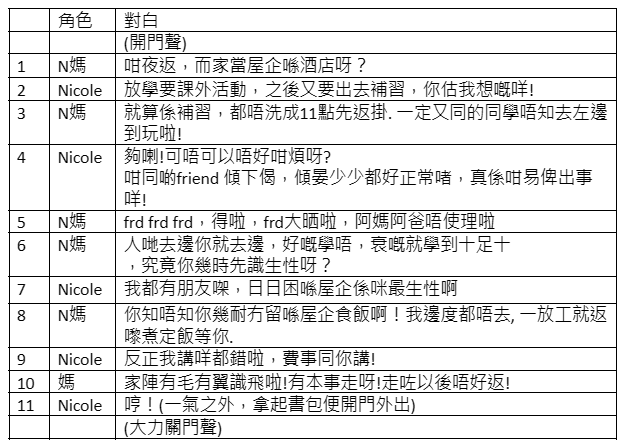 角色 對白
(開門聲)
1 N媽 咁夜返，而家當屋企喺酒店呀？
2 Nicole 放學要課外活動，之後又要出去補習，你估我想嘅咩!
3 N媽 就算係補習，都唔洗成11點先返掛. 一定又同的同學唔知去左邊
到玩啦!
4 Nicole 夠喇!可唔可以唔好咁煩呀?
咁同啲friend 傾下偈，傾晏少少都好正常啫，真係咁易俾出事
咩!
5 N媽 frd frd frd，得啦，frd大晒啦，阿媽阿爸唔使理啦
6 N媽 人哋去邊你就去邊，好嘅學唔，衰嘅就學到十足十
，究竟你幾時先識生性呀？
7 Nicole 我都有朋友㗎，日日困喺屋企係咪最生性啊
8 N媽 你知唔知你幾耐冇留喺屋企食飯啊！我邊度都唔去, 一放工就返
嚟煮定飯等你.
9 Nicole 反正我講咩都錯啦，費事同你講!
10 媽 家陣有毛有翼識飛啦!有本事走呀!走咗以後唔好返!
11 Nicole 哼！(一氣之外，拿起書包便開門外出)
(大力關門聲)